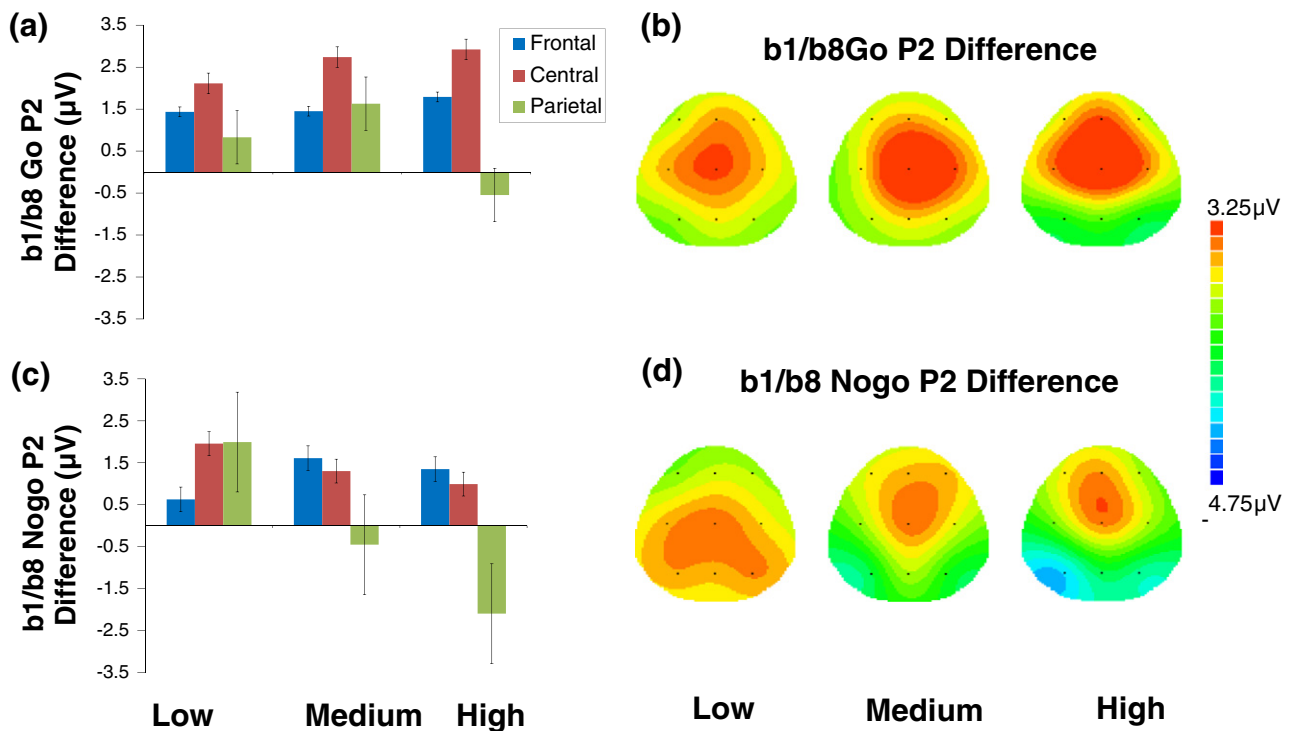 (a)
b1/b8 Go P2
Difference (µV)
3.5
2.5
1.5
0.5
-0.5
-1.5
-2.5
-3.5
Frontal
Central
Parietal
(b)
b1/b8Go P2 Difference
3.25µV
4.75µV
-
(c)
b1/b8 Nogo P2
Difference (µV)
3.5
2.5
1.5
0.5
-0.5
-1.5
-2.5
-3.5
Low
Medium
High
(d)
b1/b8 Nogo P2 Difference
Low
Medium
High